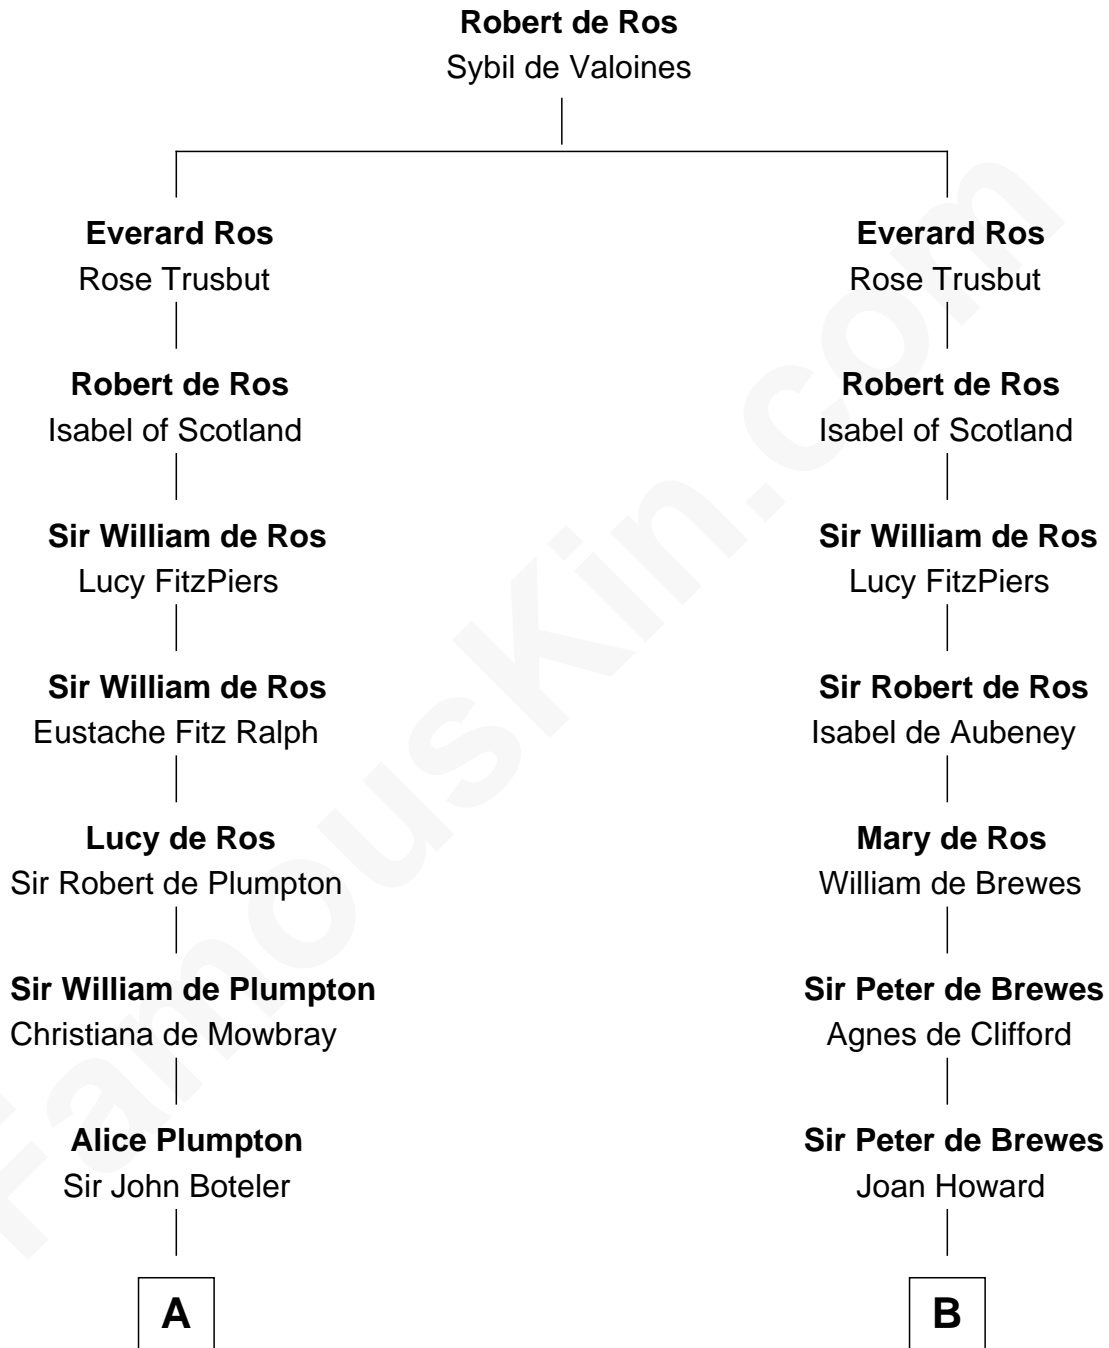 Robert de Ros
Sybil de Valoines
Everard Ros
Rose Trusbut
Everard Ros
Rose Trusbut
Robert de Ros
Isabel of Scotland
Robert de Ros
Isabel of Scotland
Sir William de Ros
Lucy FitzPiers
Sir William de Ros
Lucy FitzPiers
Sir William de Ros
Eustache Fitz Ralph
Sir Robert de Ros
Isabel de Aubeney
Lucy de Ros
Sir Robert de Plumpton
Mary de Ros
William de Brewes
Sir William de Plumpton
Christiana de Mowbray
Sir Peter de Brewes
Agnes de Clifford
Alice Plumpton
Sir John Boteler
Sir Peter de Brewes
Joan Howard
A
B
FamousKin.com